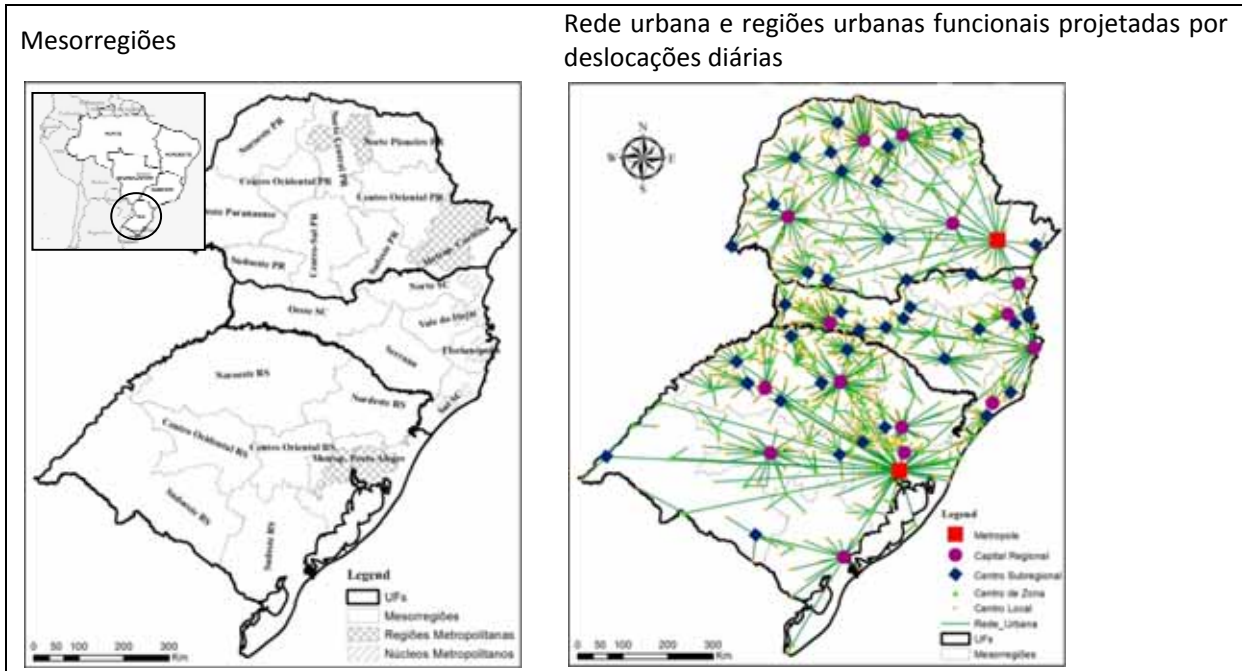 Mesorregiões
Noroeste PR
Norte Central PR
Norte Pioneiro PR
Centro Ocidental PR
Centro Oriental PR
Centro-Sul PR
Sudeste PR
Sudoeste PR
Metrop. Curitiba
Norte SC
Oeste SC
Vale do Itajaí
Serrana
Sul SC
Noroeste RS
Nordeste RS
Centro Ocidental RS
Centro Oriental RS
Metrop. Porto Alegre
Sudoeste RS
Sudeste RS
Legend
UFs
Mesorregiões
Regiões Metropolitanas
Núcleos Metropolitanos
0 50 100 200 300
Km
Rede urbana e regiões urbanas funcionais projetadas por
deslocações diárias
N
W E
S
Legend
Metropole
Capital Regional
Centro Subregional
Centro de Zona
Centro Local
Rede_Urbana
UFs
Mesorregiões
0 50 100 200 300
Km